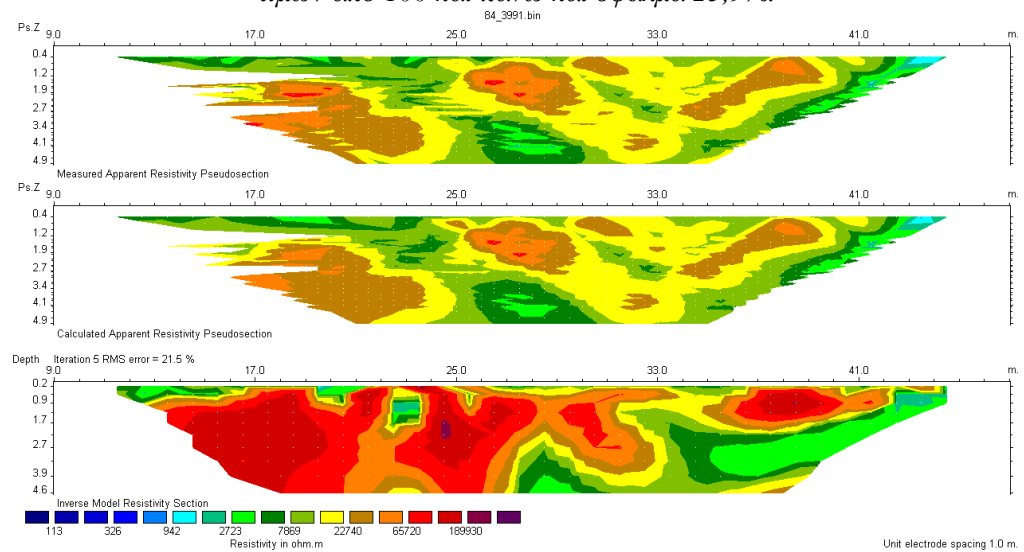 84_3991.bin
Ps.Z 9.0 17.0 25.0 33.0 41.0 m.
0.4
1.2
1.9
2.7
3.4
4.1
4.9
Measured Apparent Resistivity Pseudosection
Ps.Z 9.0 17.0 25.0 33.0 41.0 m.
0.4
1.2
1.9
2.7
3.4
4.1
4.9
Calculated Apparent Resistivity Pseudosection
Depth Iteration 5 RMS error = 21.5 %
9.0 17.0 25.0 33.0 41.0 m.
0.2
0.9
1.7
2.7
3.9
4.6
Inverse Model Resistivity Section
113 326 942 2723 7869 22740 65720 189930
Resistivity in ohm.m Unit electrode spacing 1.0 m.